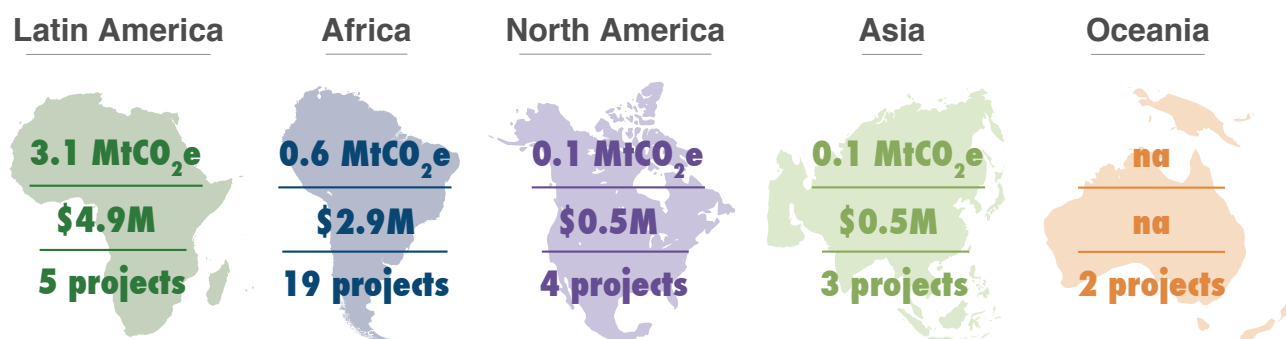 Latin America
3.1 MtCO₂e
$4.9M
5 projects
Africa
0.6 MtCO₂e
$2.9M
19 projects
North America
0.1 MtCO₂e
$0.5M
4 projects
Asia
0.1 MtCO₂e
$0.5M
3 projects
Oceania
na
na
2 projects